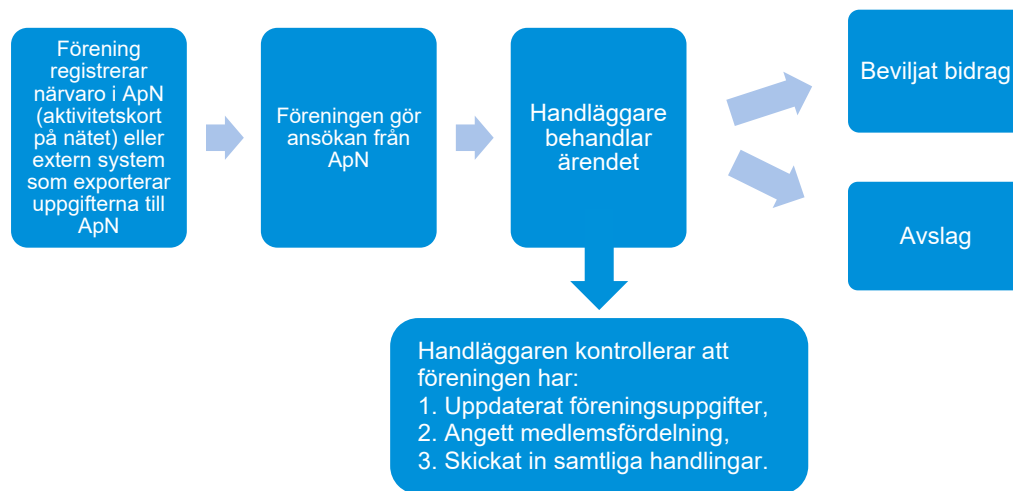 Förening
registrerar
närvaro i ApN
(aktivitetskort
på nätet) eller
extern system
som exporterar
uppgifterna till
ApN
Föreningen gör
ansökan från
ApN
Handläggare
behandlar
ärendet
Beviljat bidrag
Avslag
Handläggaren kontrollerar att
föreningen har:
1. Uppdaterat föreningsuppgifter,
2. Angett medlemsfördelning,
3. Skickat in samtliga handlingar.